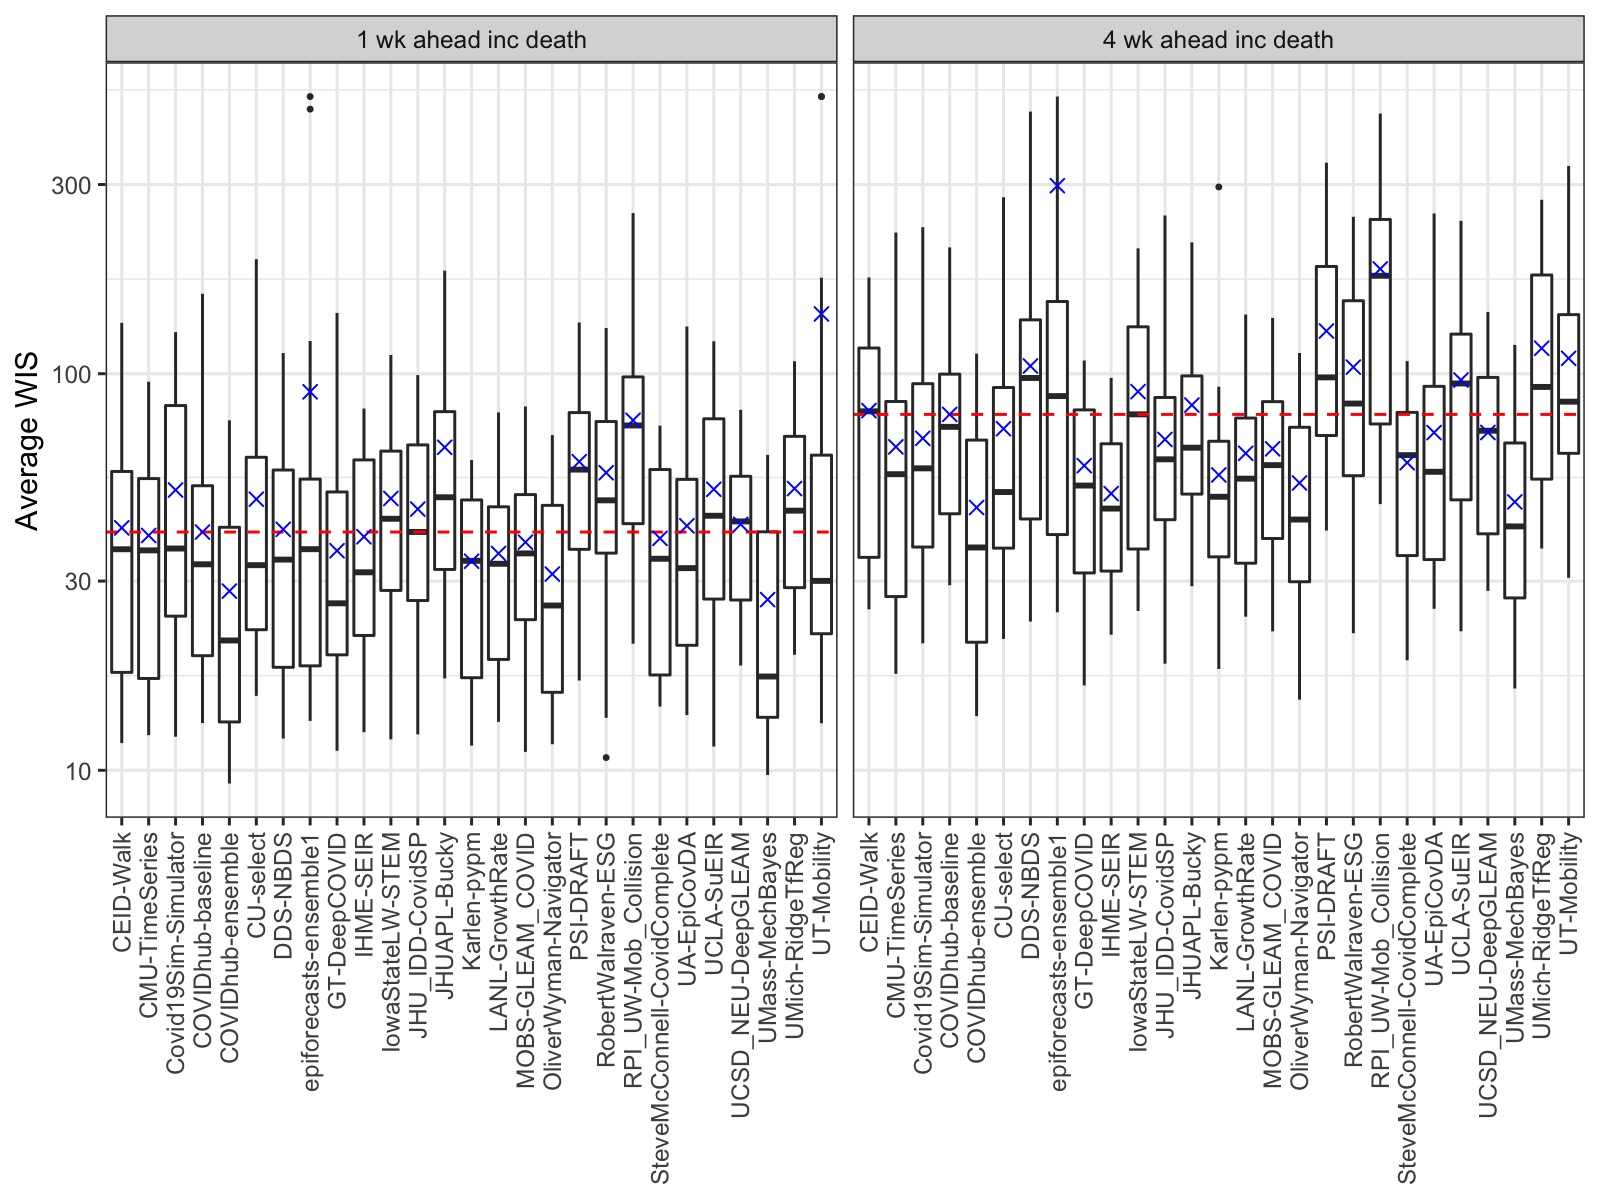 1 wk ahead inc death
4 wk ahead inc death
Average WIS
300
100
30
10
CEID-Walk
CMU-TimeSeries
Covid19Sim-Simulator
COVIDhub-baseline
COVIDhub-ensemble
CU-select
DDS-NBDS
epiforecasts-ensemble1
GT-DeepCOVID
IHME-SEIR
IowaStateLW-STEM
JHU_IDD-CovidSP
JHUAPL-Bucky
Karlen-pypm
LANL-GrowthRate
MOBS-GLEAM_COVID
OliverWyman-Navigator
PSI-DRAFT
RobertWalraven-ESG
RPI_UW-Mob_Collision
SteveMcConnell-CovidComplete
UA-EpiCovDA
UCLA-SuEIR
UCSD_NEU-DeepGLEAM
UMass-MechBayes
UMich-RidgeTfReg
UT-Mobility
CEID-Walk
CMU-TimeSeries
Covid19Sim-Simulator
COVIDhub-baseline
COVIDhub-ensemble
CU-select
DDS-NBDS
epiforecasts-ensemble1
GT-DeepCOVID
IHME-SEIR
IowaStateLW-STEM
JHU_IDD-CovidSP
JHUAPL-Bucky
Karlen-pypm
LANL-GrowthRate
MOBS-GLEAM_COVID
OliverWyman-Navigator
PSI-DRAFT
RobertWalraven-ESG
RPI_UW-Mob_Collision
SteveMcConnell-CovidComplete
UA-EpiCovDA
UCLA-SuEIR
UCSD_NEU-DeepGLEAM
UMass-MechBayes
UMich-RidgeTfReg
UT-Mobility